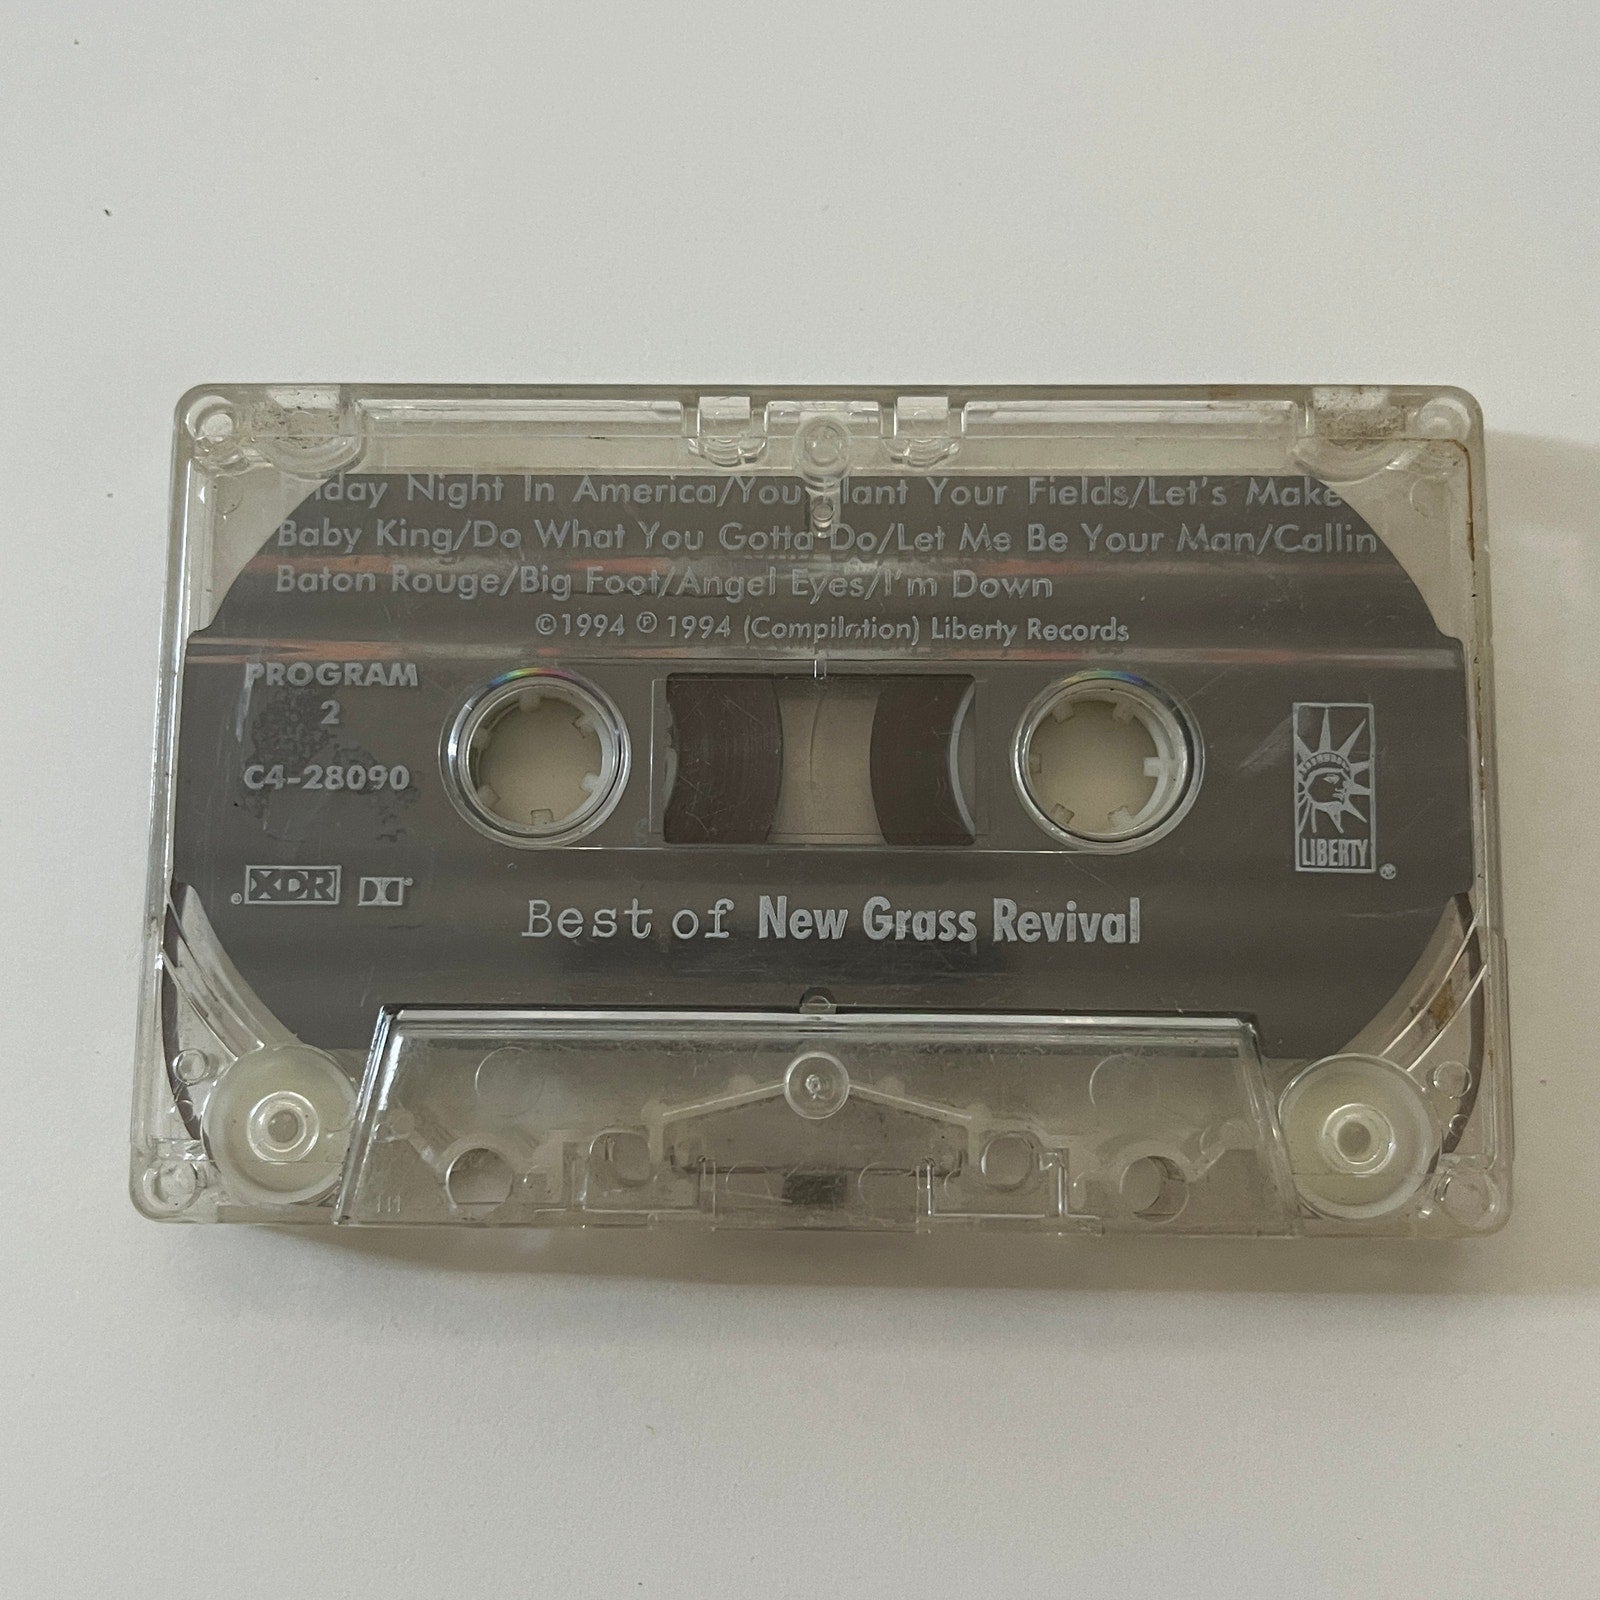 Friday Night In America/You Plant Your Fields/Let's Make
Baby King/Do What You Gotta Do/Let Me Be Your Man/Callin
Baton Rouge/Big Foot/Angel Eyes/I'm Down
©1994 ℗ 1994 (Compilation) Liberty Records
PROGRAM
2
C4-28090
LIBERTY®
®XDR
Best of New Grass Revival